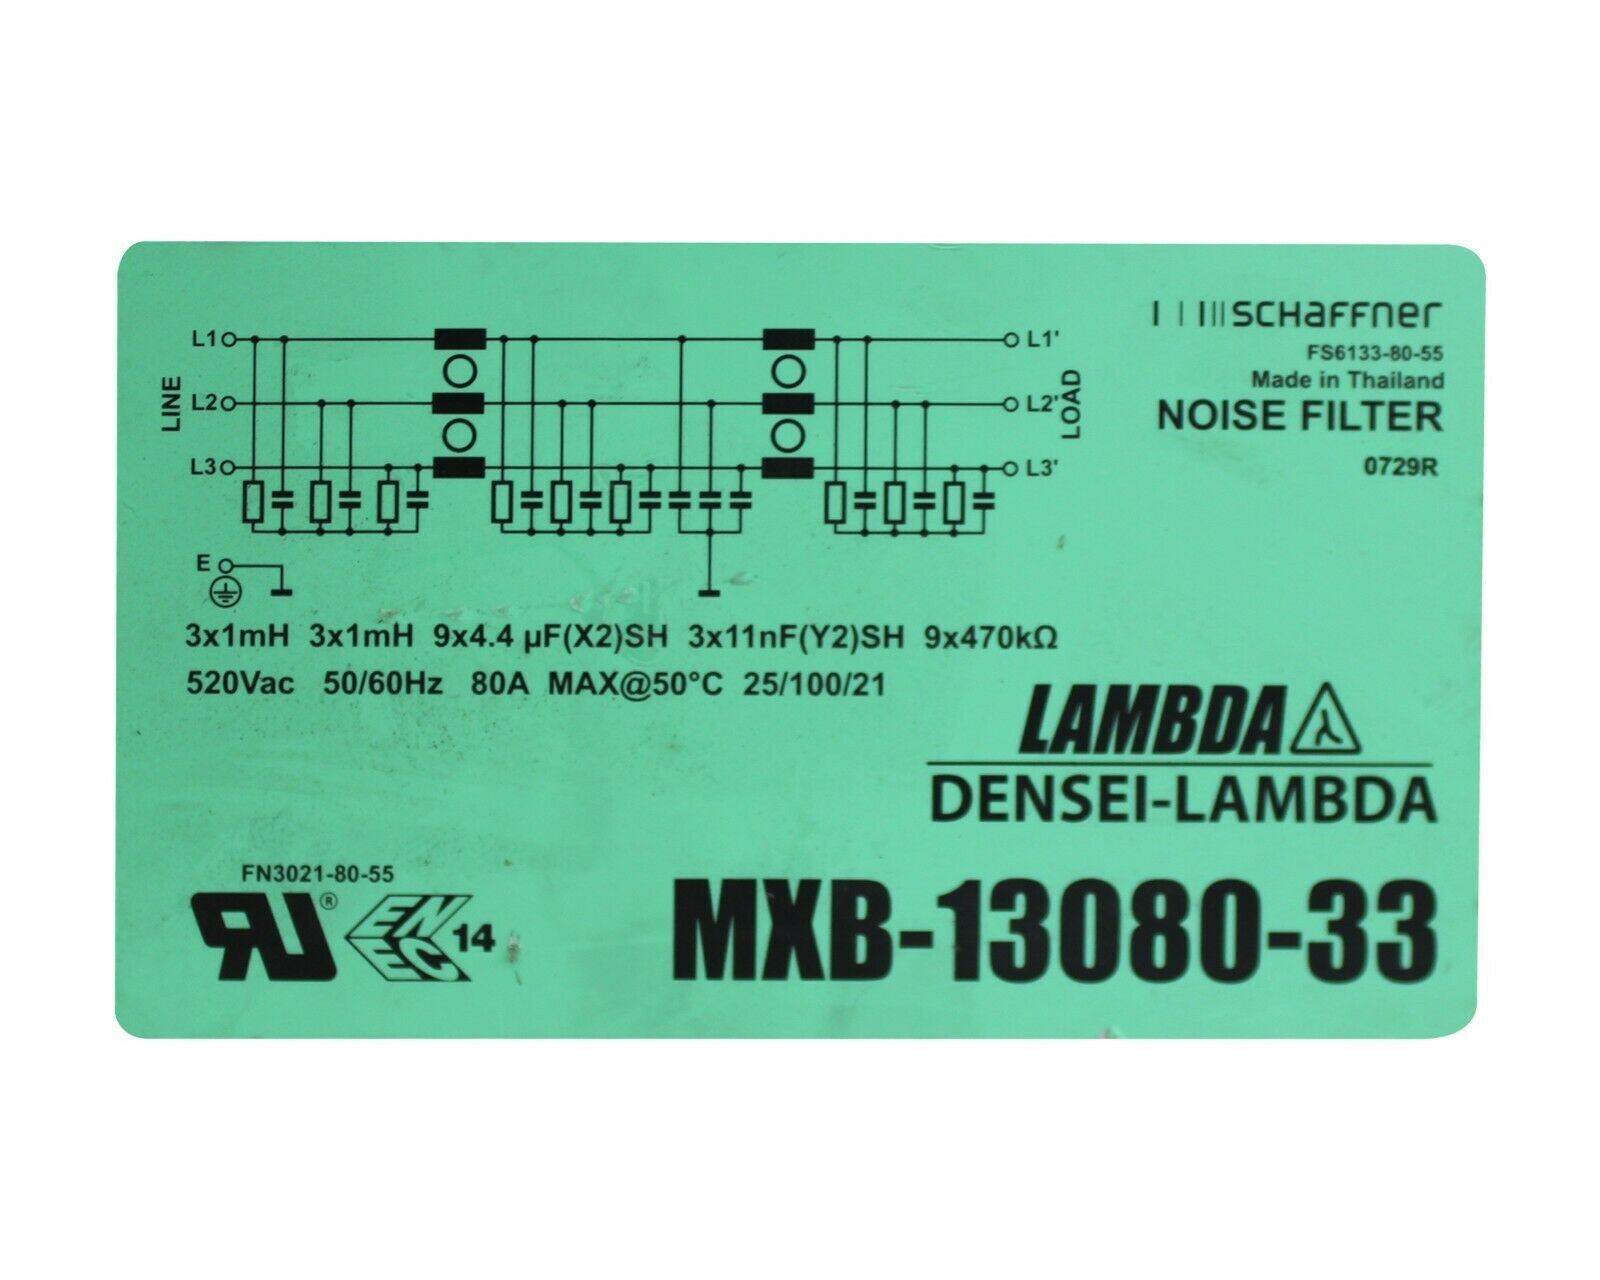 SCHAFFNER
FS6133-80-55
Made in Thailand
NOISE FILTER
0729R
LINE
L1
L2
L3
E
L1'
L2'
L3'
LOAD
3x1mH 3x1mH 9x4.4 µF(X2)SH 3x11nF(Y2)SH 9x470kΩ
520Vac 50/60Hz 80A MAX@50°C 25/100/21
LAMBDA λ
DENSEI-LAMBDA
FN3021-80-55
RU®
ENEC 14
MXB-13080-33